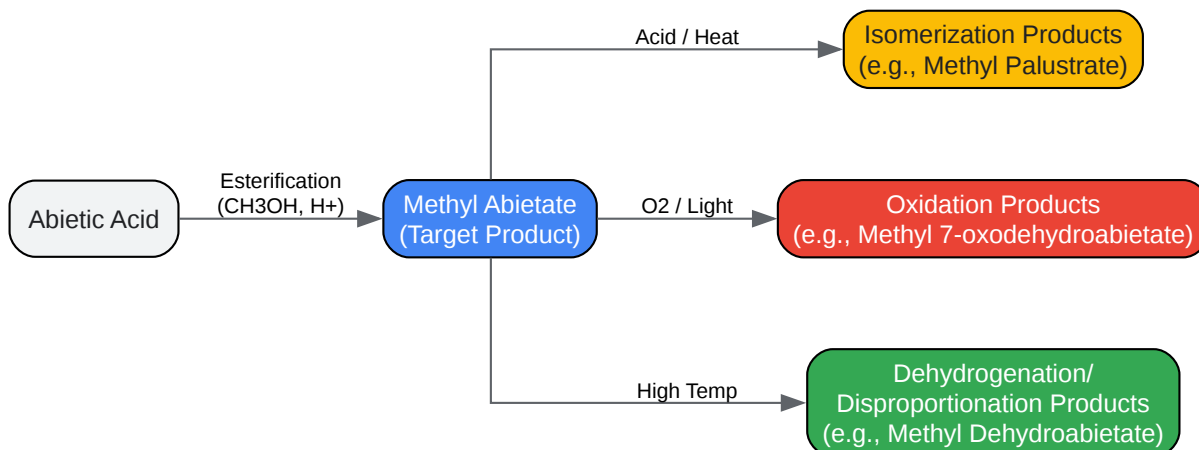 Acid / Heat
Isomerization Products
(e.g., Methyl Palustrate)
Abietic Acid
Esterification
(CH3OH, H+)
Methyl Abietate
(Target Product)
O2 / Light
Oxidation Products
(e.g., Methyl 7-oxodehydroabietate)
High Temp
Dehydrogenation/
Disproportionation Products
(e.g., Methyl Dehydroabietate)